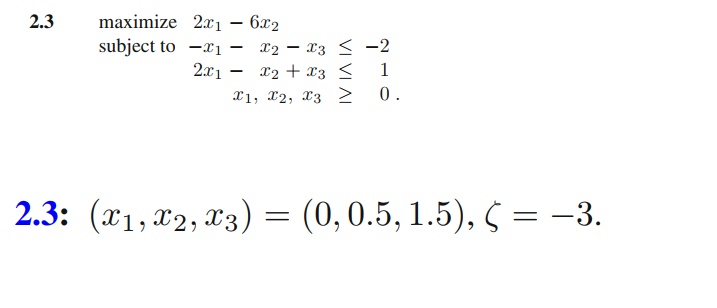 2.3 maximize 2x₁ − 6x₂
subject to −x₁ − x₂ − x₃ ≤ −2
2x₁ − x₂ + x₃ ≤ 1
x₁, x₂, x₃ ≥ 0 .
2.3: (x₁, x₂, x₃) = (0, 0.5, 1.5), ζ = −3.